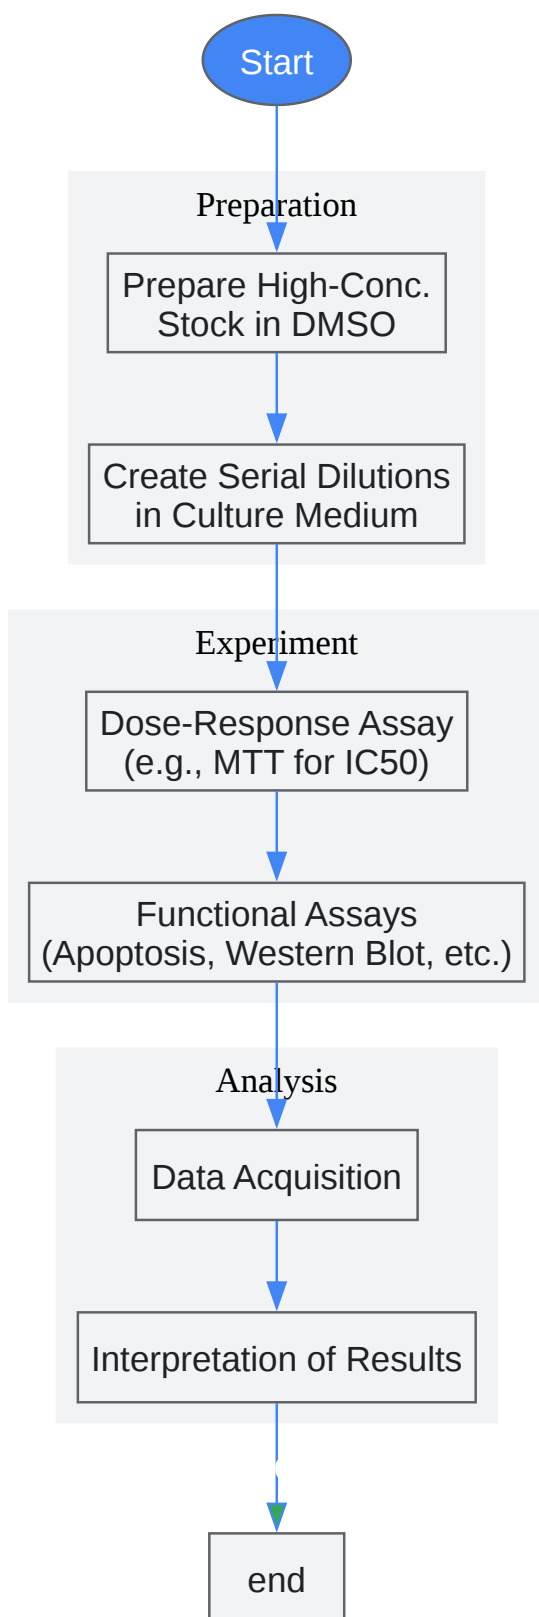 Start
Preparation
Prepare High-Conc.
Stock in DMSO
Create Serial Dilutions
in Culture Medium
Experiment
Dose-Response Assay
(e.g., MTT for IC50)
Functional Assays
(Apoptosis, Western Blot, etc.)
Analysis
Data Acquisition
Interpretation of Results
end